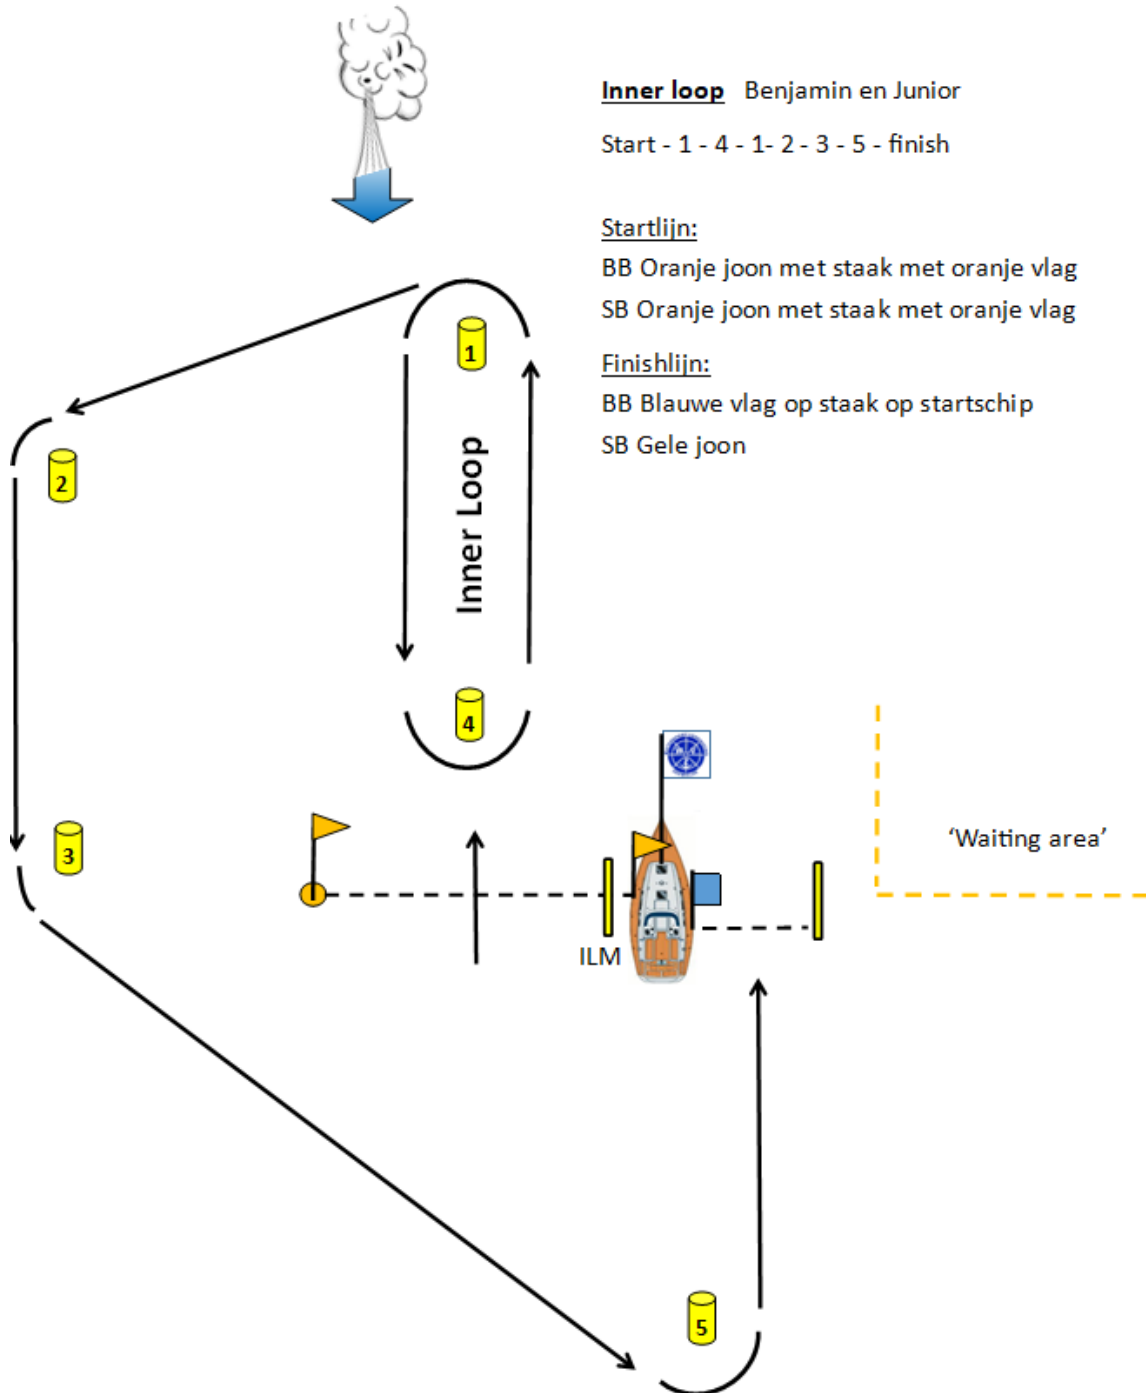 Inner loop Benjamin en Junior
Start - 1 - 4 - 1- 2 - 3 - 5 - finish
Startlijn:
BB Oranje joon met staak met oranje vlag
SB Oranje joon met staak met oranje vlag
Finishlijn:
BB Blauwe vlag op staak op startschip
SB Gele joon
1
2
Inner Loop
4
3
'Waiting area'
ILM
5